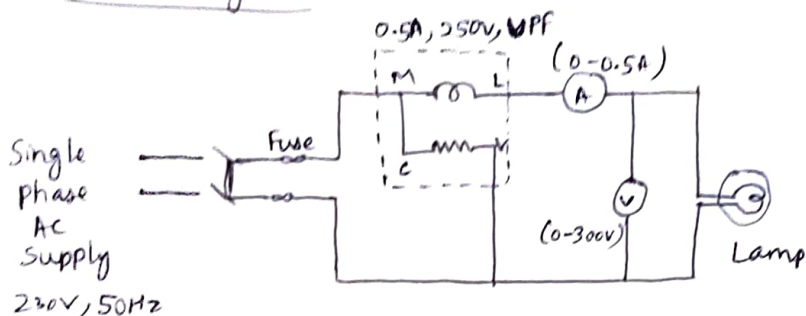 0.5A, 250V, UPF
(0-0.5A)
M
L
A
Fuse
C
V
Single
phase
AC
Supply
230V, 50Hz
V
(0-300V)
Lamp